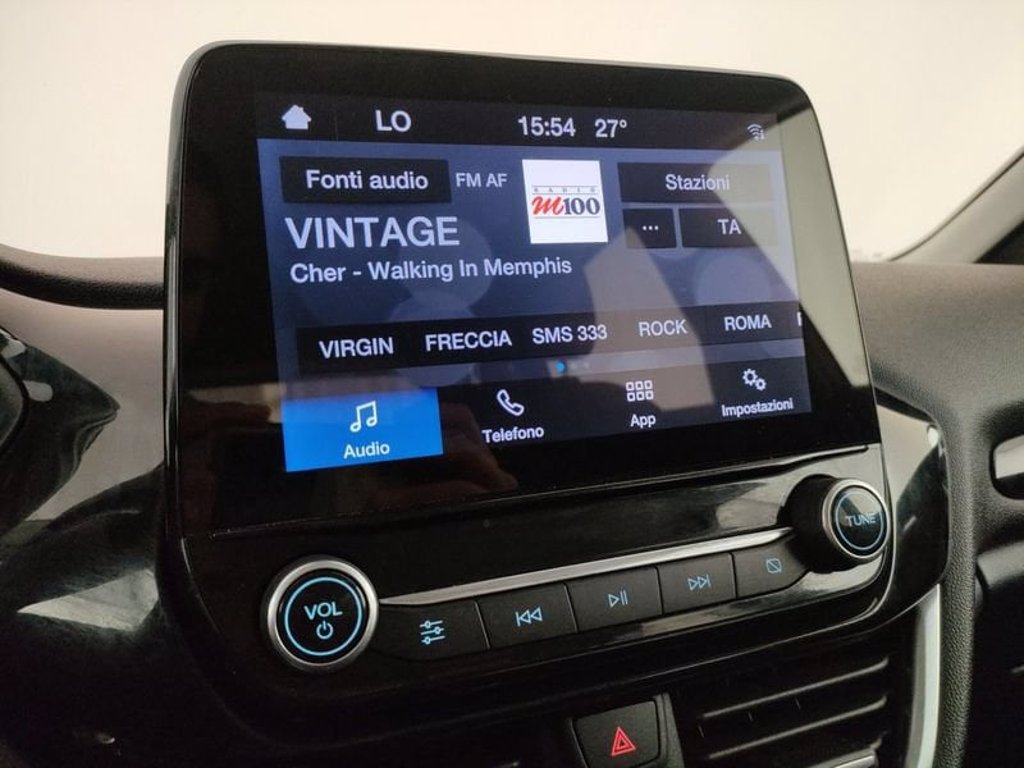 LO 15:54 27°
Fonti audio FM AF RADIO m100 Stazioni
VINTAGE ... TA
Cher - Walking In Memphis
VIRGIN FRECCIA SMS 333 ROCK ROMA
Audio Telefono App Impostazioni
VOL TUNE